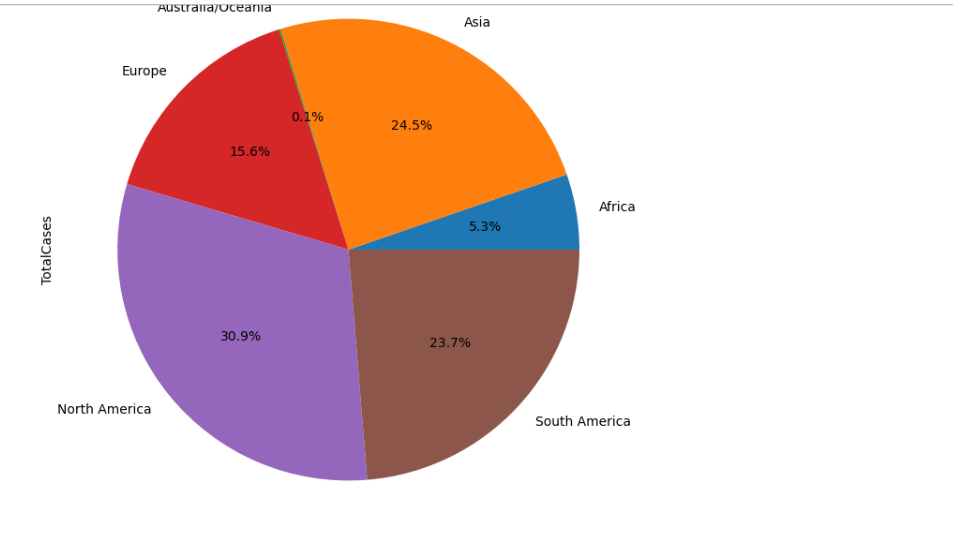 Australia/Oceania
Asia
Europe
0.1%
24.5%
15.6%
Africa
5.3%
TotalCases
30.9%
23.7%
North America
South America